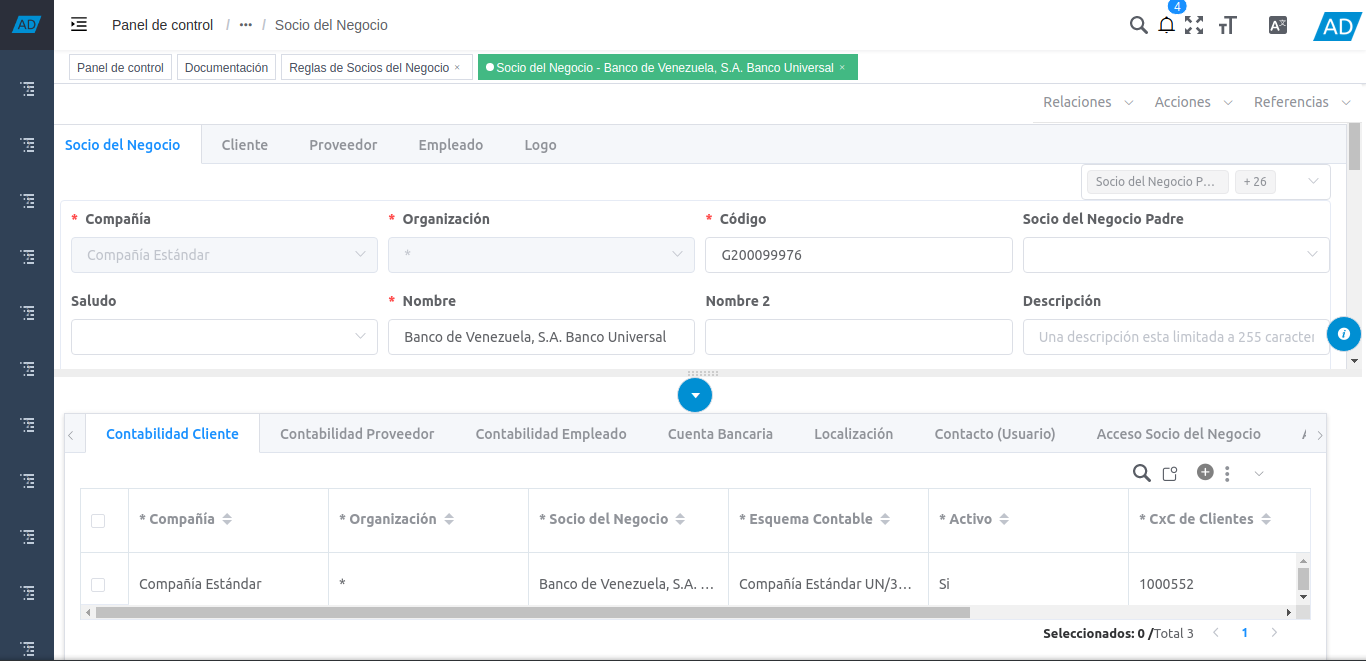 AD
Panel de control / ••• / Socio del Negocio
4
AD
Panel de control
Documentación
Reglas de Socios del Negocio ×
Socio del Negocio - Banco de Venezuela, S.A. Banco Universal ×
Relaciones
Acciones
Referencias
Socio del Negocio
Cliente
Proveedor
Empleado
Logo
Socio del Negocio P...
+ 26
* Compañía
* Organización
* Código
Socio del Negocio Padre
Compañía Estándar
*
G200099976
Saludo
* Nombre
Nombre 2
Descripción
Banco de Venezuela, S.A. Banco Universal
Una descripción esta limitada a 255 caracter
Contabilidad Cliente
Contabilidad Proveedor
Contabilidad Empleado
Cuenta Bancaria
Localización
Contacto (Usuario)
Acceso Socio del Negocio
* Compañía
* Organización
* Socio del Negocio
* Esquema Contable
* Activo
* CxC de Clientes
Compañía Estándar
*
Banco de Venezuela, S.A. ...
Compañía Estándar UN/3...
Si
1000552
Seleccionados: 0 /Total 3
1